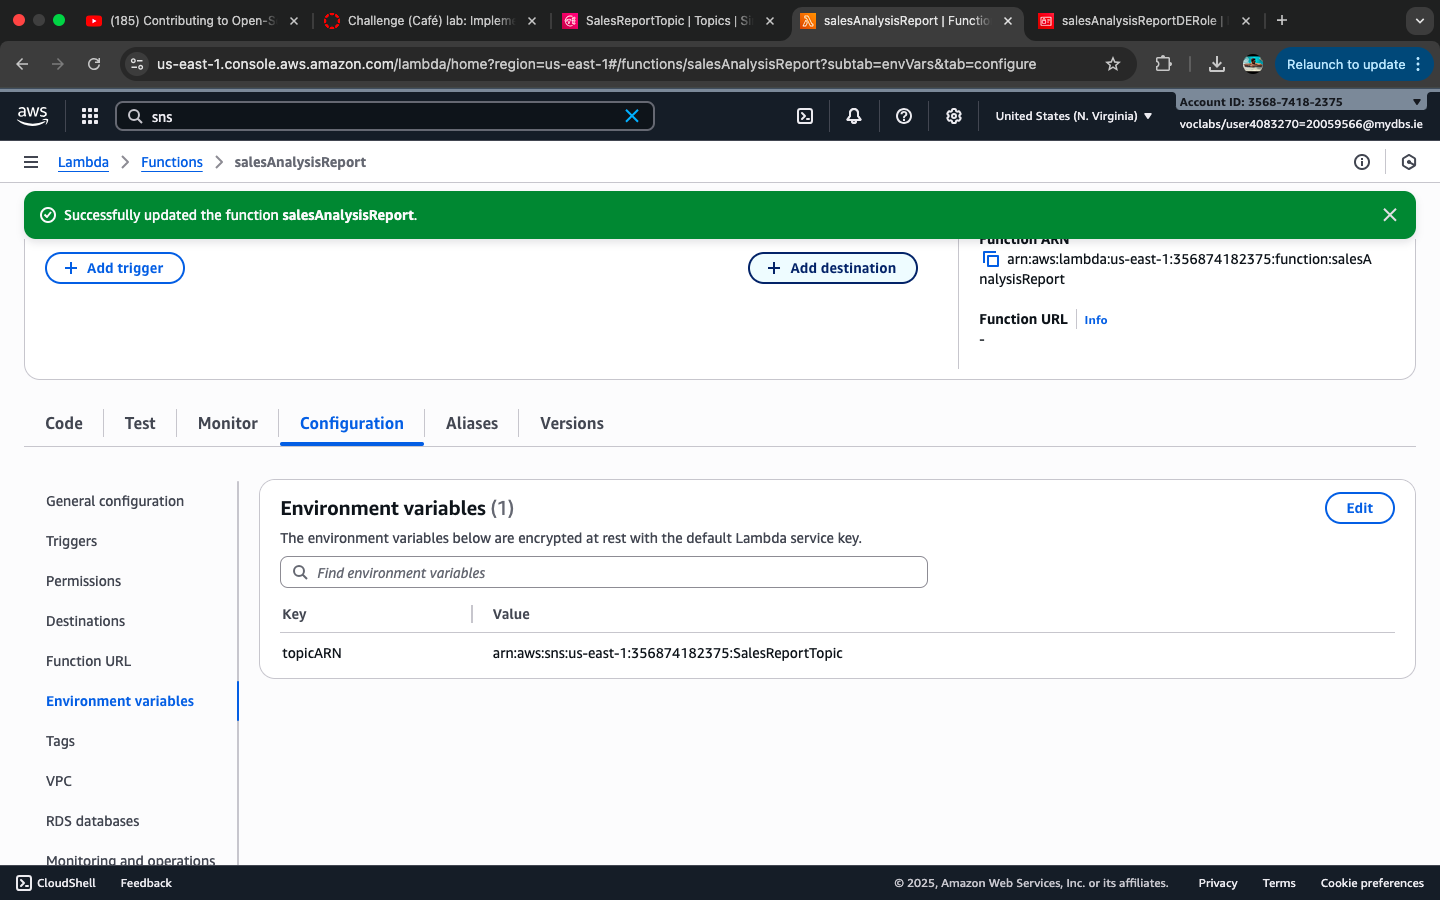 (185) Contributing to Open-S
Challenge (Café) lab: Impleme
SalesReportTopic | Topics | Si
salesAnalysisReport | Functio
salesAnalysisReportDERole |
us-east-1.console.aws.amazon.com/lambda/home?region=us-east-1#/functions/salesAnalysisReport?subtab=envVars&tab=configure
Relaunch to update
aws
sns
United States (N. Virginia)
Account ID: 3568-7418-2375
voclabs/user4083270=20059566@mydbs.ie
Lambda
Functions
salesAnalysisReport
Successfully updated the function salesAnalysisReport.
Add trigger
Add destination
Function ARN
arn:aws:lambda:us-east-1:356874182375:function:salesA
nalysisReport
Function URL
Info
-
Code
Test
Monitor
Configuration
Aliases
Versions
General configuration
Triggers
Permissions
Destinations
Function URL
Environment variables
Tags
VPC
RDS databases
Monitoring and operations
Environment variables (1)
Edit
The environment variables below are encrypted at rest with the default Lambda service key.
Find environment variables
Key
Value
topicARN
arn:aws:sns:us-east-1:356874182375:SalesReportTopic
CloudShell
Feedback
© 2025, Amazon Web Services, Inc. or its affiliates.
Privacy
Terms
Cookie preferences